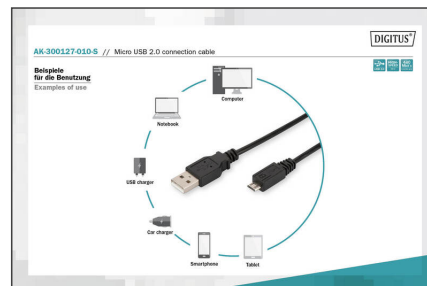 DIGITUS®
AK-300127-010-S // Micro USB 2.0 connection cable
Beispiele
für die Benutzung
Examples of use
Computer
Notebook
USB charger
Car charger
Smartphone
Tablet